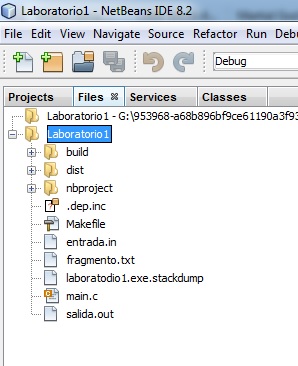 Laboratorio1 - NetBeans IDE 8.2
File Edit View Navigate Source Refactor Run De
Debug
Projects Files Services Classes
Laboratorio1 - G:\953968-a68b896bf9ce61190a3f93
Laboratorio1
build
dist
nbproject
.dep.inc
Makefile
entrada.in
fragmento.txt
laboratodio1.exe.stackdump
main.c
salida.out